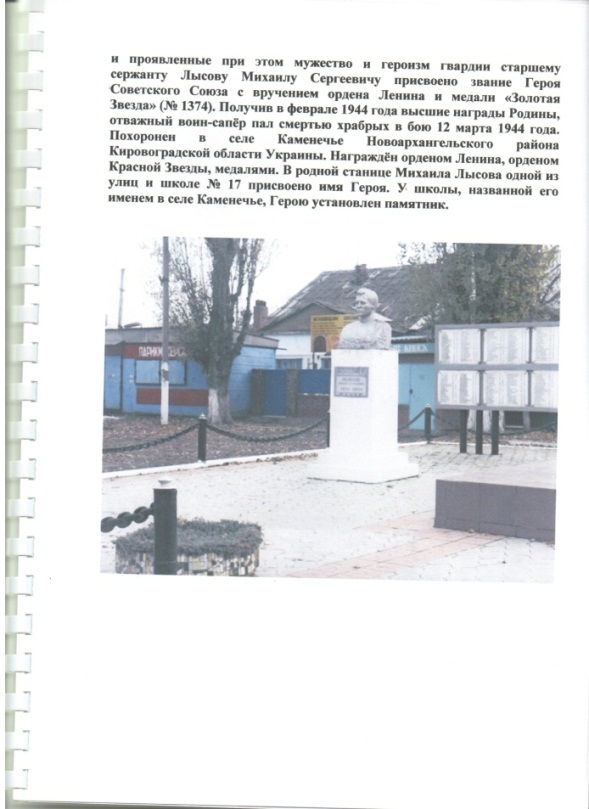 и проявленные при этом мужество и героизм гвардии старшему
сержанту Лысову Михаилу Сергеевичу присвоено звание Героя
Советского Союза с вручением ордена Ленина и медали «Золотая
Звезда» (№ 1374). Получив в феврале 1944 года высшие награды Родины,
отважный воин-сапёр пал смертью храбрых в бою 12 марта 1944 года.
Похоронен в селе Каменечье Новоархангельского района
Кировоградской области Украины. Награждён орденом Ленина, орденом
Красной Звезды, медалями. В родной станице Михаила Лысова одной из
улиц и школе № 17 присвоено имя Героя. У школы, названной его
именем в селе Каменечье, Герою установлен памятник.